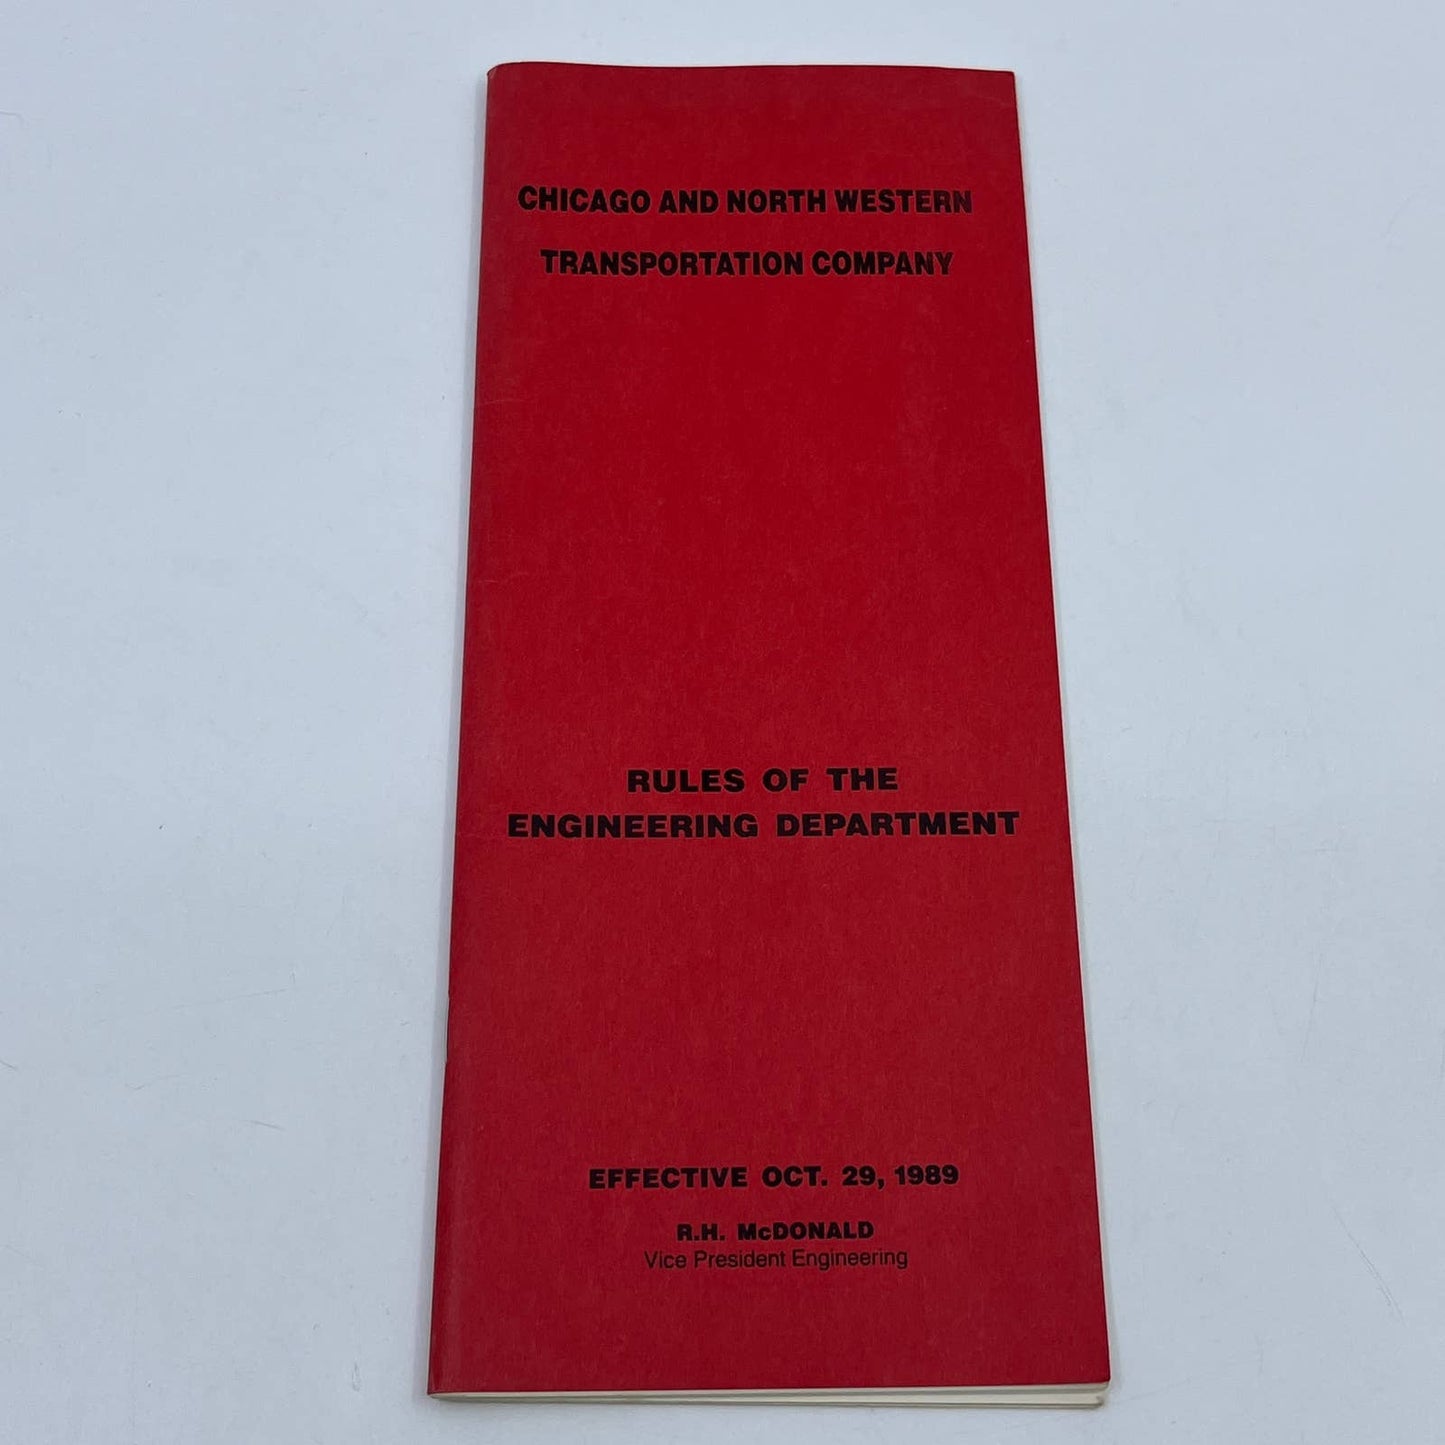 CHICAGO AND NORTH WESTERN
TRANSPORTATION COMPANY
RULES OF THE
ENGINEERING DEPARTMENT
EFFECTIVE OCT. 29, 1989
R.H. McDONALD
Vice President Engineering